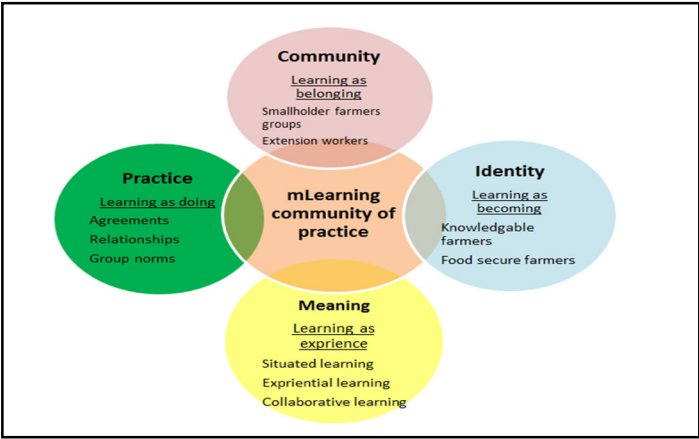 Community
Learning as
belonging
Smallholder farmers
groups
Extension workers
Practice
Learning as doing
Agreements
Relationships
Group norms
mLearning
community of
practice
Identity
Learning as
becoming
Knowledgable
farmers
Food secure farmers
Meaning
Learning as
exprience
Situated learning
Expriential learning
Collaborative learning